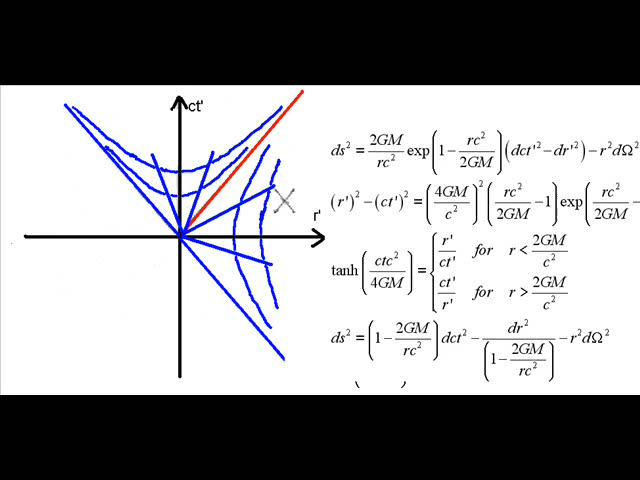 ct'
r'
ds² = 2GM/rc² exp(1 − rc²/2GM)(dct'² − dr'²) − r²dΩ²
(r')² − (ct')² = (4GM/c²)² (rc²/2GM − 1)exp(rc²/2GM −
tanh(ctc²/4GM) = { r'/ct' for r < 2GM/c²
ct'/r' for r > 2GM/c²
ds² = (1 − 2GM/rc²)dct² − dr²/(1 − 2GM/rc²) − r²dΩ²